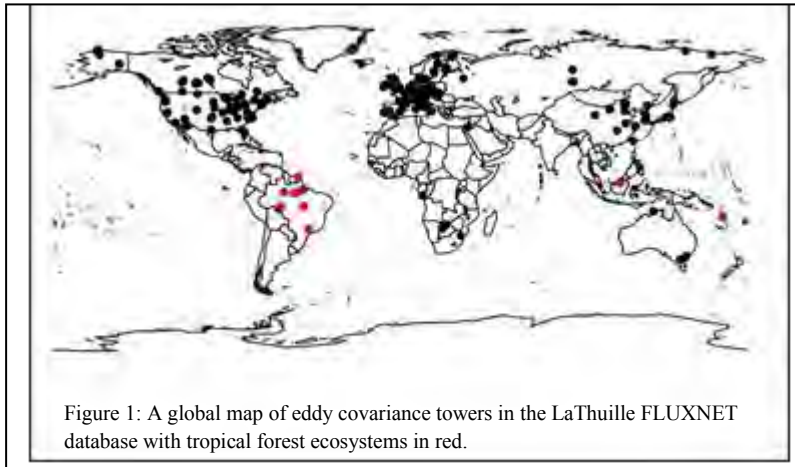 Figure 1: A global map of eddy covariance towers in the LaThuille FLUXNET
database with tropical forest ecosystems in red.